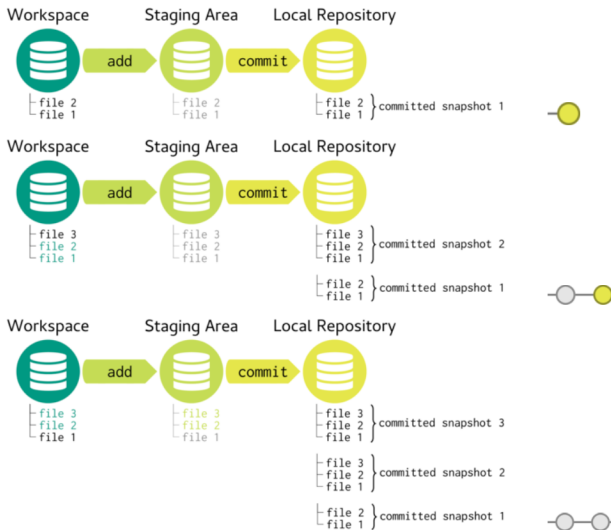 Workspace Staging Area Local Repository
add commit
file 2 file 2 file 2
file 1 file 1 file 1
committed snapshot 1
Workspace Staging Area Local Repository
add commit
file 3 file 3 file 3
file 2 file 2 file 2
file 1 file 1 file 1
committed snapshot 2
file 2
file 1
committed snapshot 1
Workspace Staging Area Local Repository
add commit
file 3 file 3 file 3
file 2 file 2 file 2
file 1 file 1 file 1
committed snapshot 3
file 3
file 2
file 1
committed snapshot 2
file 2
file 1
committed snapshot 1